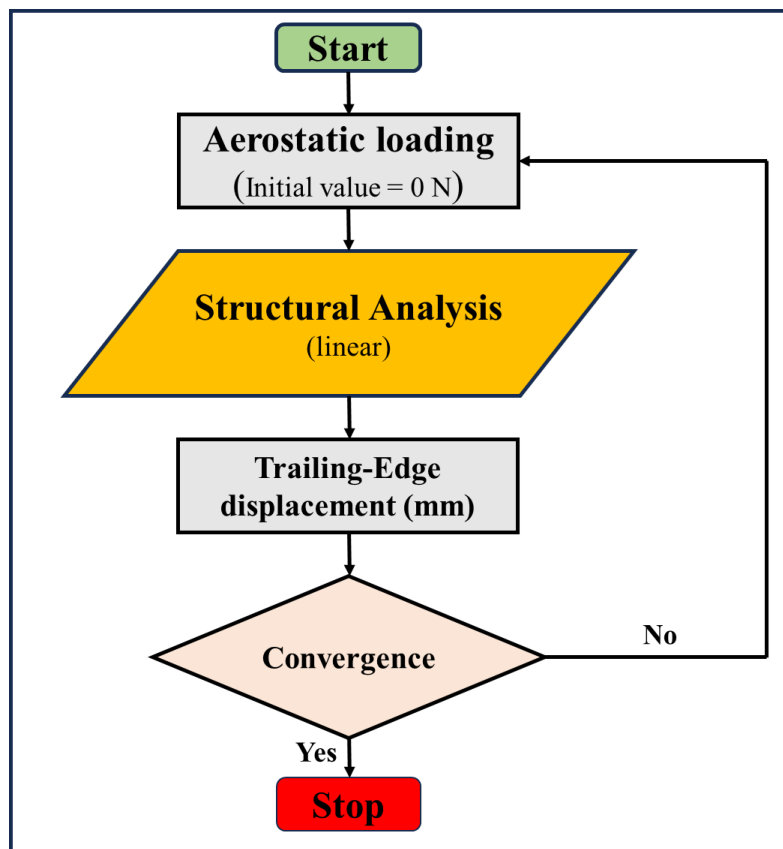 Start
Aerostatic loading
(Initial value = 0 N)
Structural Analysis
(linear)
Trailing-Edge
displacement (mm)
Convergence
No
Yes
Stop